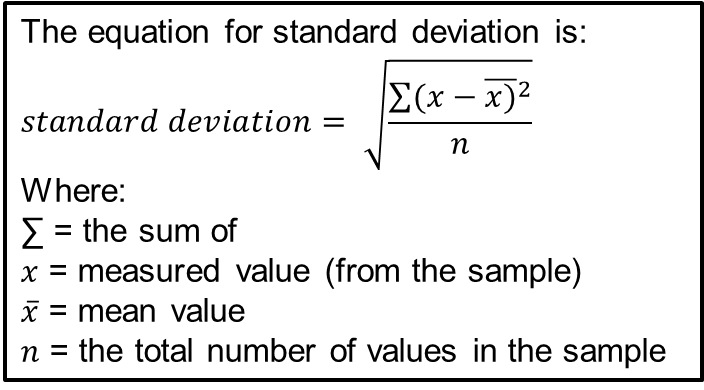 The equation for standard deviation is:
standard deviation = √(∑(x − x̅)²/n)
Where:
∑ = the sum of
x = measured value (from the sample)
x̄ = mean value
n = the total number of values in the sample